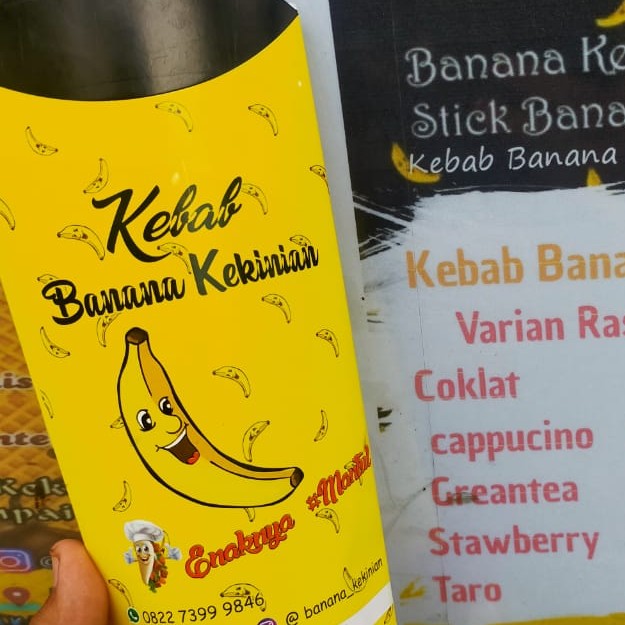 Kebab
Banana Kekinian
Enaknya #Mantul
0822 7399 9846
@ banana_kekinian
Banana Ke
Stick Bana
Kebab Banana
Kebab Bana
Varian Ras
Coklat
cappucino
Greantea
Stawberry
Taro